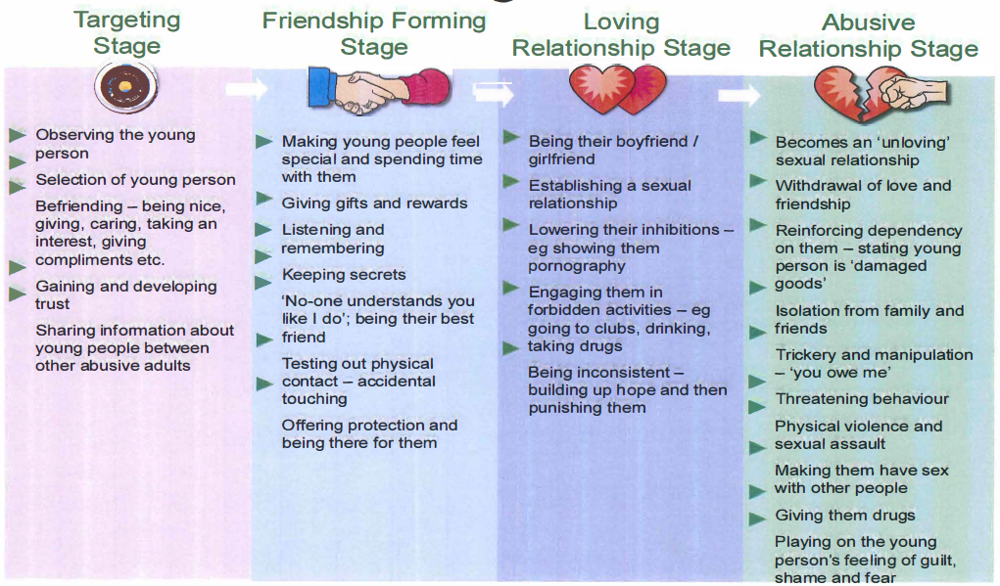 Targeting
Stage
Observing the young
person
Selection of young person
Befriending – being nice,
giving, caring, taking an
interest, giving
compliments etc.
Gaining and developing
trust
Sharing information about
young people between
other abusive adults
Friendship Forming
Stage
Making young people feel
special and spending time
with them
Giving gifts and rewards
Listening and
remembering
Keeping secrets
‘No-one understands you
like I do’; being their best
friend
Testing out physical
contact – accidental
touching
Offering protection and
being there for them
Loving
Relationship Stage
Being their boyfriend /
girlfriend
Establishing a sexual
relationship
Lowering their inhibitions –
eg showing them
pornography
Engaging them in
forbidden activities – eg
going to clubs, drinking,
taking drugs
Being inconsistent –
building up hope and then
punishing them
Abusive
Relationship Stage
Becomes an ‘unloving’
sexual relationship
Withdrawal of love and
friendship
Reinforcing dependency
on them – stating young
person is ‘damaged
goods’
Isolation from family and
friends
Trickery and manipulation
– ‘you owe me’
Threatening behaviour
Physical violence and
sexual assault
Making them have sex
with other people
Giving them drugs
Playing on the young
person’s feeling of guilt,
shame and fear